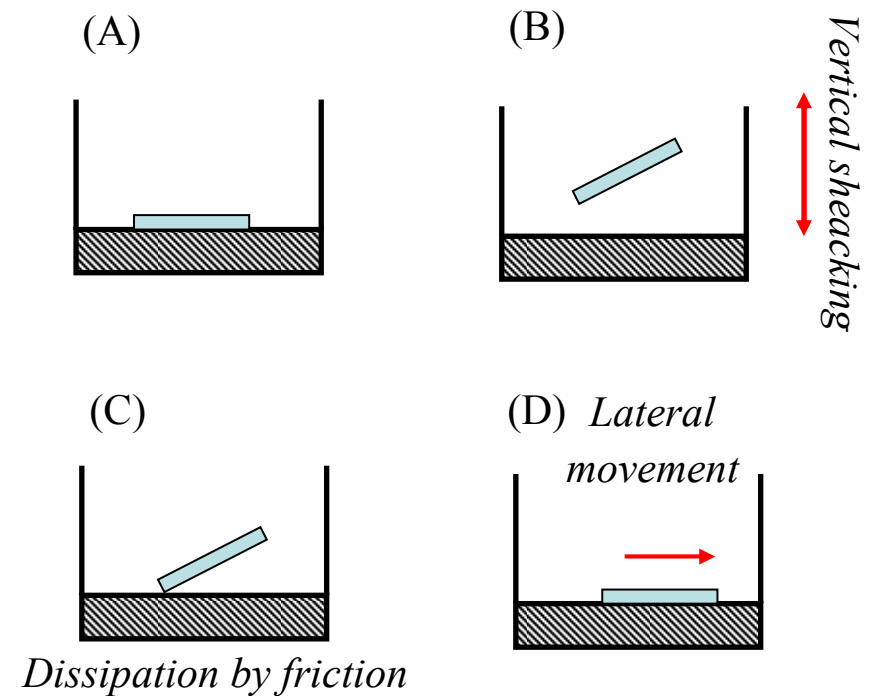 (A)
(B)
Vertical sheacking
(C)
(D) Lateral
movement
Dissipation by friction